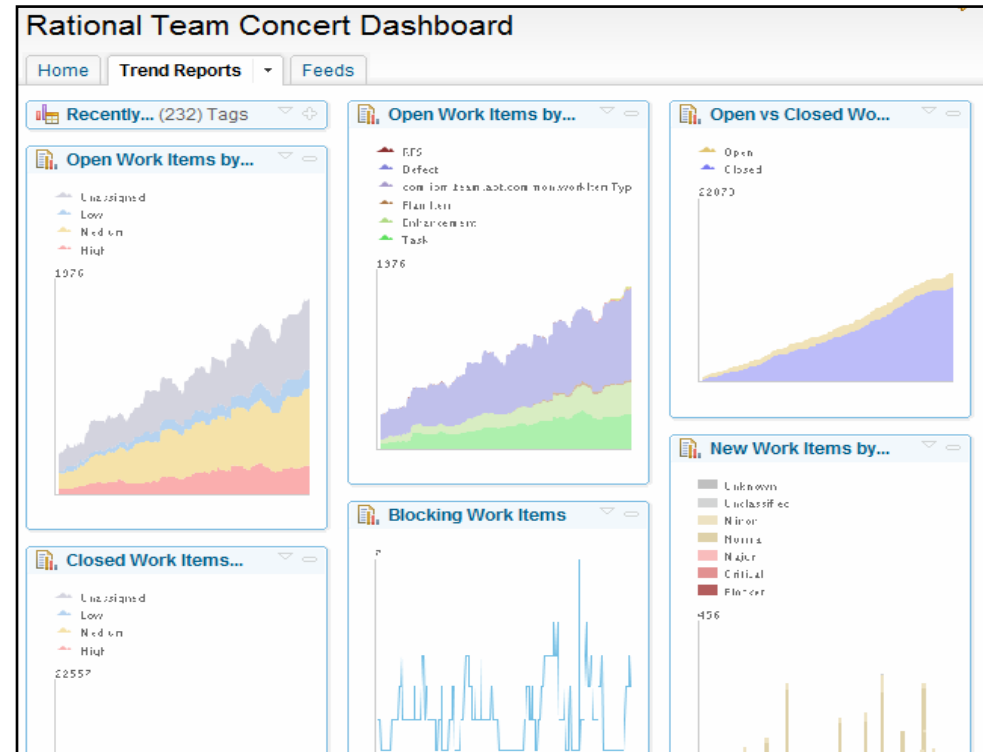 Rational Team Concert Dashboard
Home
Trend Reports
Feeds
Recently... (232) Tags
Open Work Items by...
Unassigned
Low
Medium
High
1976
Closed Work Items...
Unassigned
Low
Medium
High
22557
Open Work Items by...
Defect
Plan Item
Enhancement
Task
1976
Blocking Work Items
Open vs Closed Wo...
Open
Closed
22873
New Work Items by...
Unknown
Unclassified
Minor
Normal
Major
Critical
Blocker
456